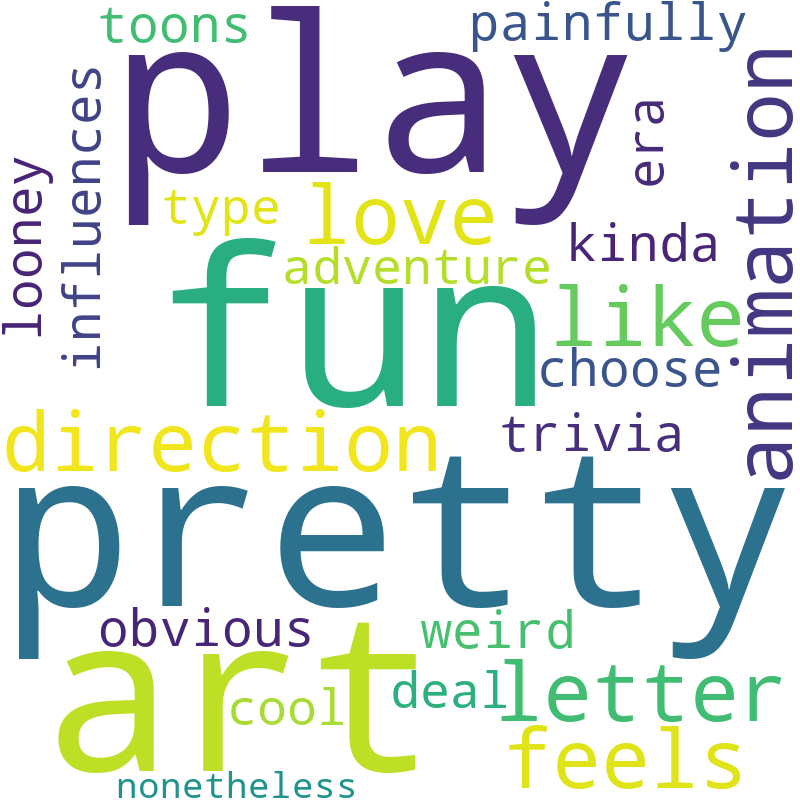 toons
painfully
play
looney
influences
era
animation
type
love
kinda
adventure
fun
like
choose
direction
trivia
pretty
obvious
weird
art
cool
deal
letter
feels
nonetheless